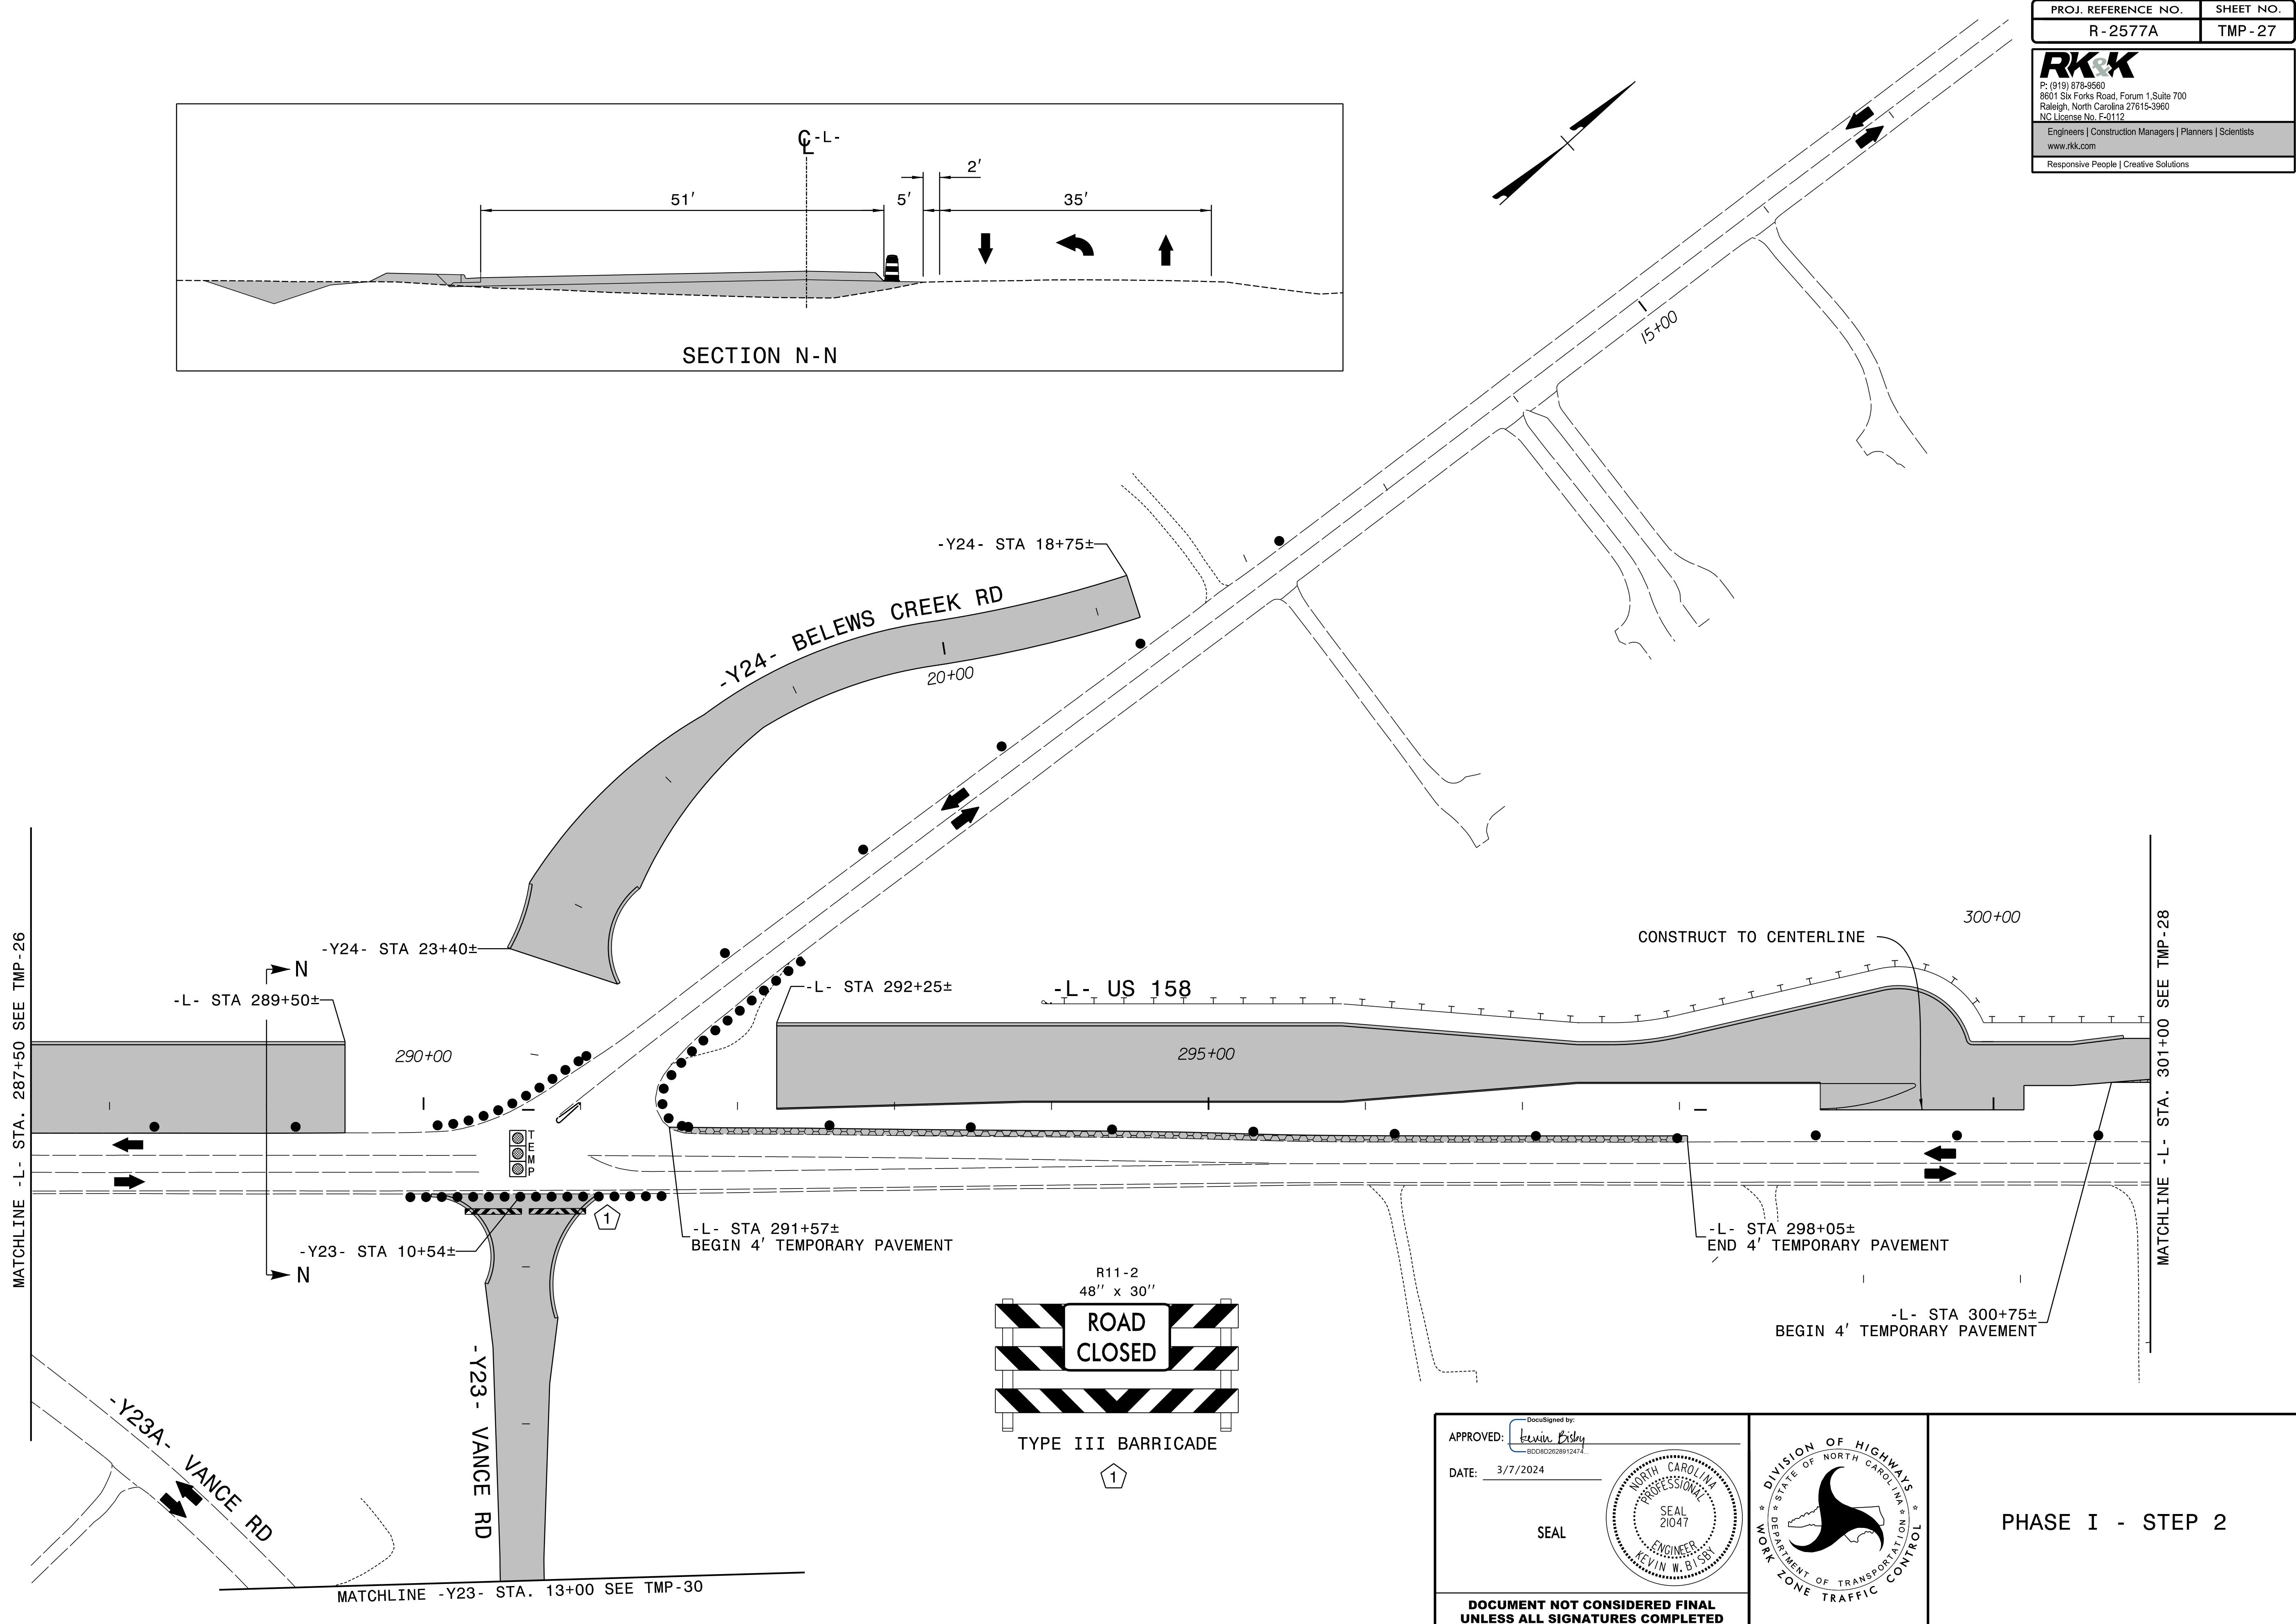 PROJ. REFERENCE NO.
SHEET NO.
R-2577A
TMP-27
RK&K
P: (919) 878-9560
8601 Six Forks Road, Forum 1,Suite 700
Raleigh, North Carolina 27615-3960
NC License No. F-0112
Engineers | Construction Managers | Planners | Scientists
www.rkk.com
Responsive People | Creative Solutions
℄ -L-
2'
51'
5'
35'
SECTION N-N
15+00
-Y24- STA 18+75±
-Y24- BELEWS CREEK RD
20+00
-Y24- STA 23+40±
N
-L- STA 289+50±
290+00
-L- STA 292+25±
-L- US 158
295+00
CONSTRUCT TO CENTERLINE
300+00
MATCHLINE -L- STA. 287+50 SEE TMP-26
MATCHLINE -L- STA. 301+00 SEE TMP-28
TEMP
1
-Y23- STA 10+54±
N
-L- STA 291+57±
BEGIN 4' TEMPORARY PAVEMENT
-L- STA 298+05±
END 4' TEMPORARY PAVEMENT
-L- STA 300+75±
BEGIN 4' TEMPORARY PAVEMENT
R11-2
48'' x 30''
ROAD
CLOSED
TYPE III BARRICADE
1
-Y23- VANCE RD
-Y23A- VANCE RD
MATCHLINE -Y23- STA. 13+00 SEE TMP-30
DocuSigned by:
APPROVED: Kevin Bisby
BDD8D2628912474...
DATE: 3/7/2024
SEAL
NORTH CAROLINA
PROFESSIONAL
SEAL
21047
ENGINEER
KEVIN W. BISBY
DOCUMENT NOT CONSIDERED FINAL
UNLESS ALL SIGNATURES COMPLETED
DIVISION OF HIGHWAYS
STATE OF NORTH CAROLINA
DEPARTMENT OF TRANSPORTATION
WORK ZONE TRAFFIC CONTROL
PHASE I - STEP 2